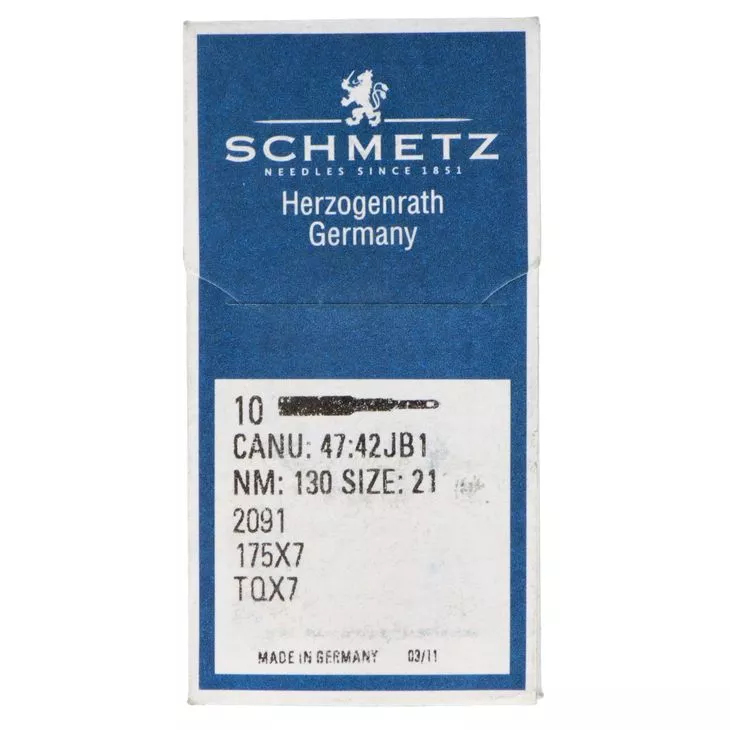 SCHMETZ
NEEDLES SINCE 1851
Herzogenrath
Germany
10
CANU: 47:42JB1
NM: 130 SIZE: 21
2091
175X7
TQX7
MADE IN GERMANY 03/11